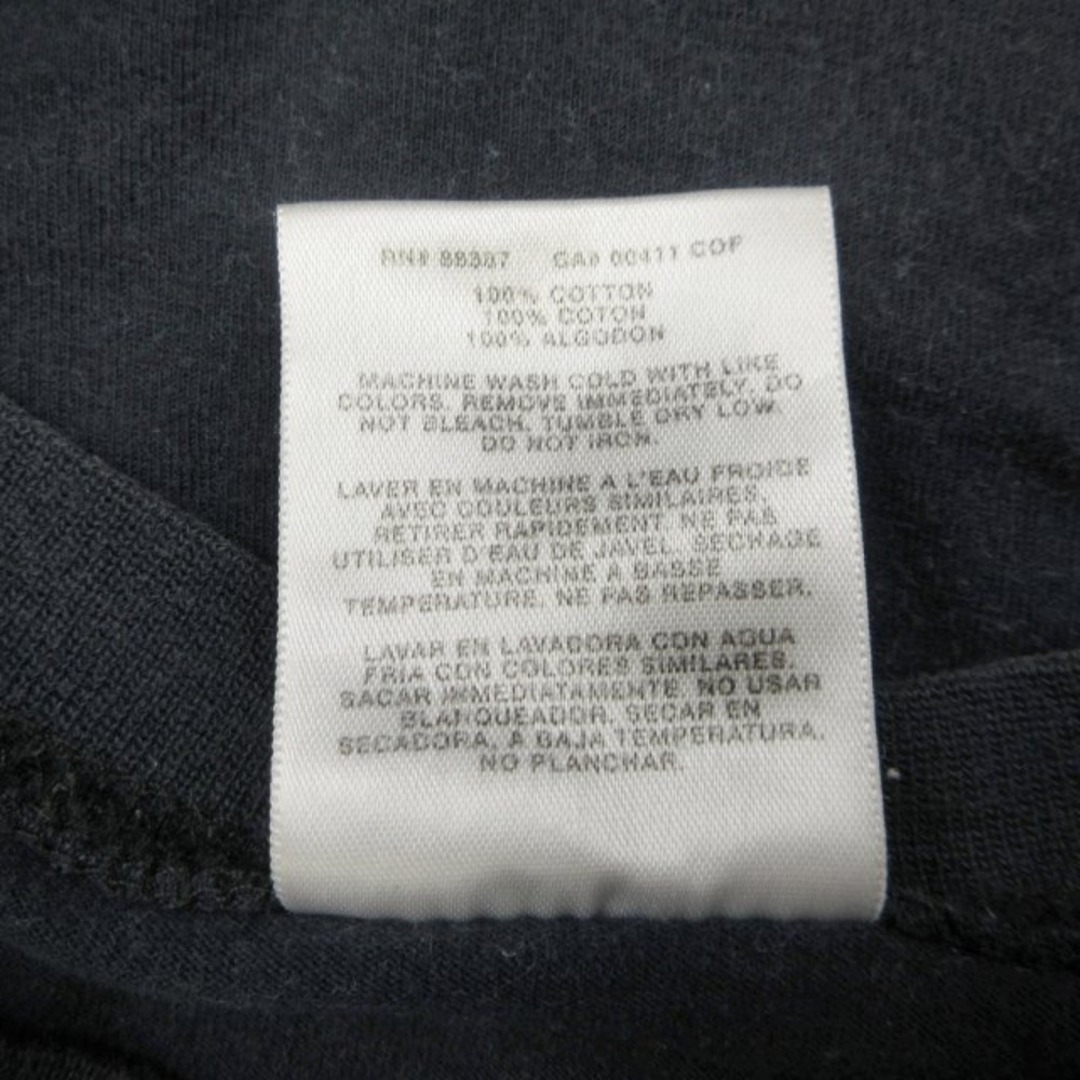 RN# 88387 CA# 00411 COF
100% COTTON
100% COTON
100% ALGODON
MACHINE WASH COLD WITH LIKE
COLORS. REMOVE IMMEDIATELY. DO
NOT BLEACH. TUMBLE DRY LOW.
DO NOT IRON.
LAVER EN MACHINE A L'EAU FROIDE
AVEC COULEURS SIMILAIRES.
RETIRER RAPIDEMENT. NE PAS
UTILISER D'EAU DE JAVEL. SECHAGE
EN MACHINE A BASSE
TEMPERATURE. NE PAS REPASSER.
LAVAR EN LAVADORA CON AGUA
FRIA CON COLORES SIMILARES.
SACAR IMMEDIATAMENTE. NO USAR
BLANQUEADOR. SECAR EN
SECADORA, A BAJA TEMPERATURA.
NO PLANCHAR.